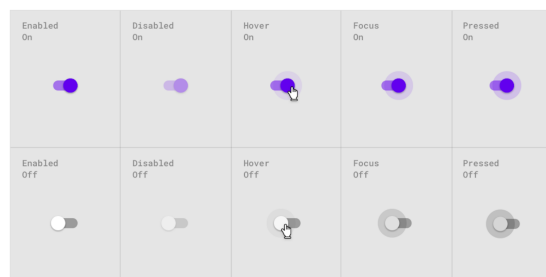 Enabled
On
Disabled
On
Hover
On
Focus
On
Pressed
On
Enabled
Off
Disabled
Off
Hover
Off
Focus
Off
Pressed
Off